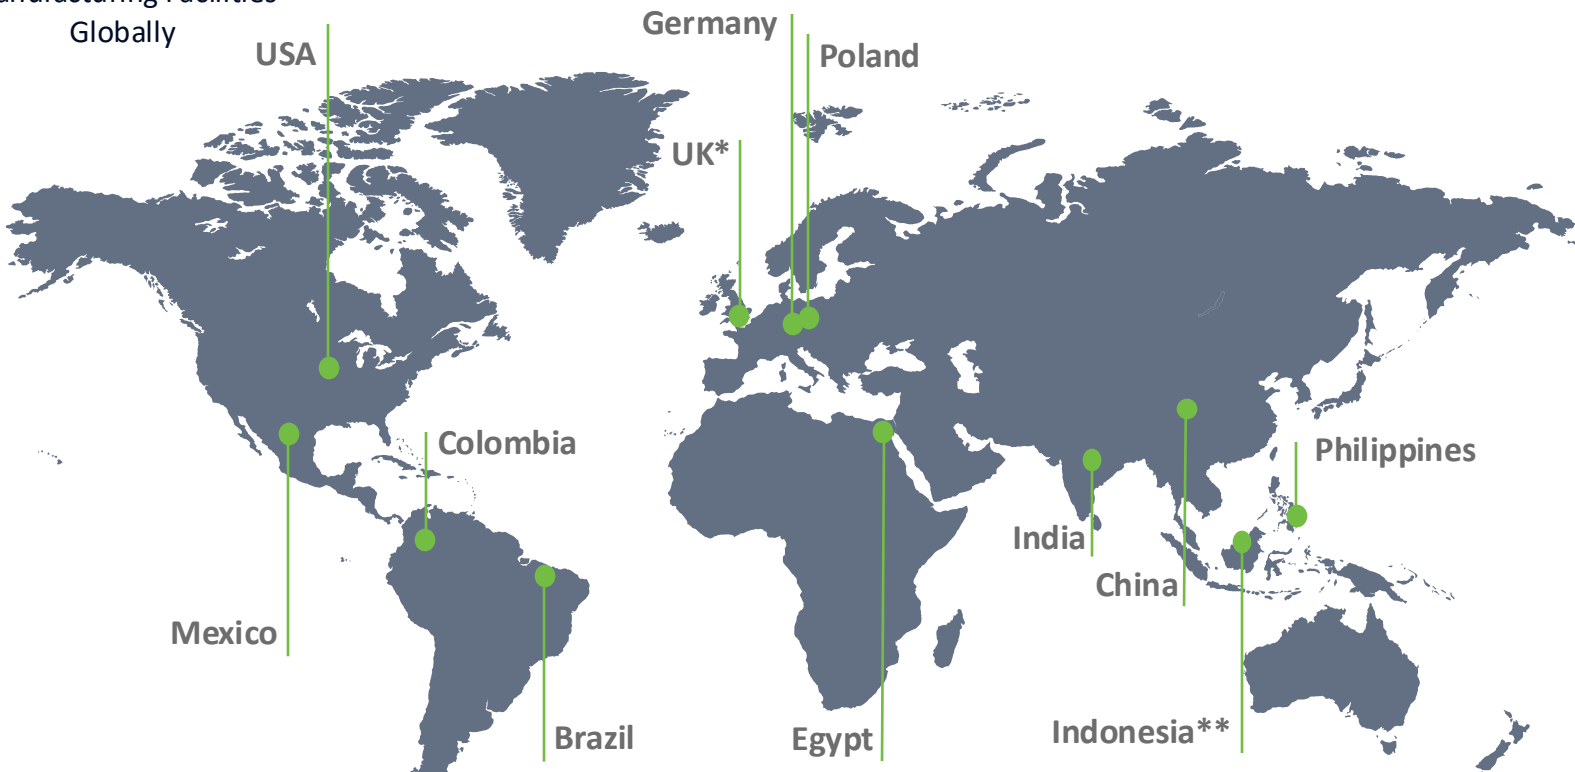 Globally
USA
Germany
Poland
UK*
Colombia
Philippines
India
China
Mexico
Brazil
Egypt
Indonesia**